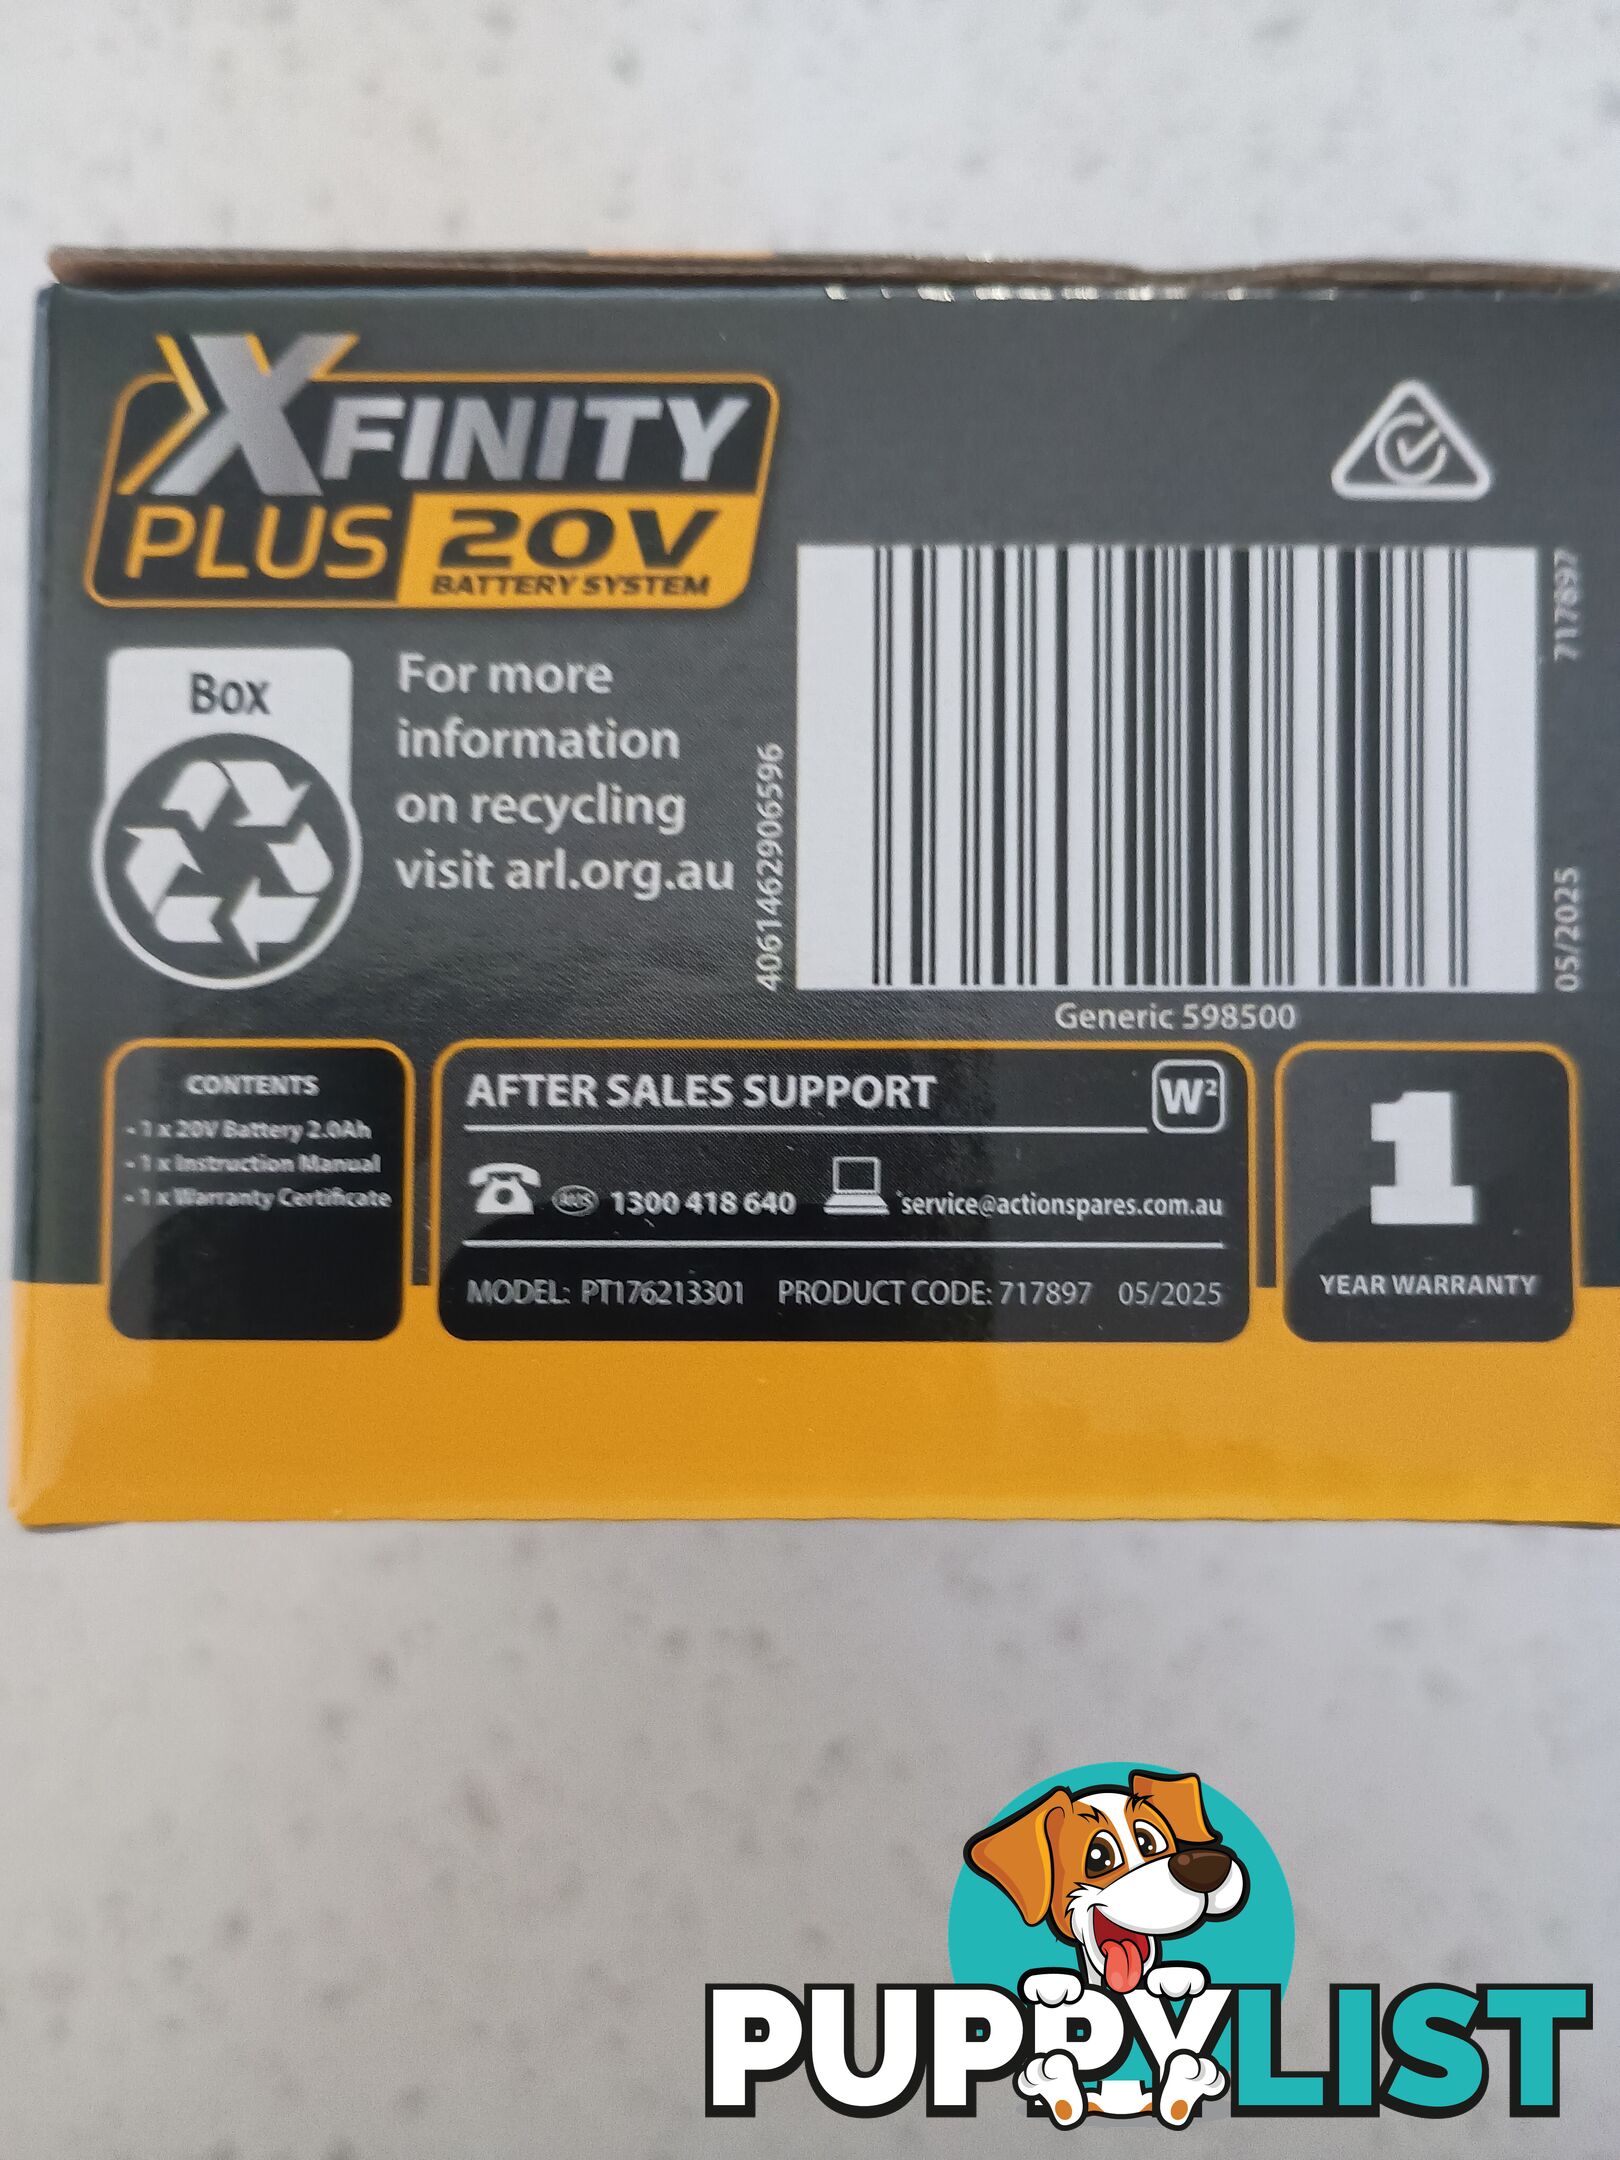 XFINITY
PLUS 20V
BATTERY SYSTEM
Box
For more
information
on recycling
visit arl.org.au
4061462906596
717897
05/2025
Generic 598500
CONTENTS
- 1 x 20V Battery 2.0Ah
- 1 x Instruction Manual
- 1 x Warranty Certificate
AFTER SALES SUPPORT
W²
AUS 1300 418 640 service@actionspares.com.au
MODEL: PT176213301 PRODUCT CODE: 717897 05/2025
1
YEAR WARRANTY
PUPPYLIST